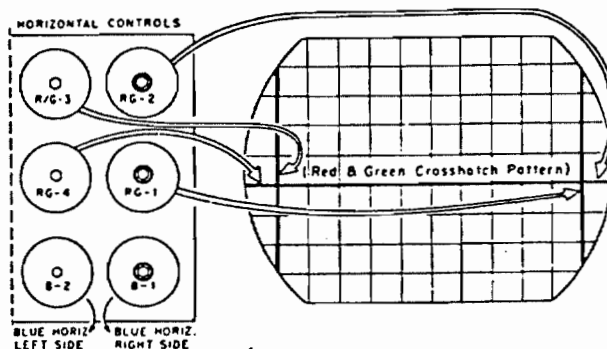 HORIZONTAL CONTROLS
R/G-3
RG-2
(Red & Green Crosshatch Pattern)
RG-4
RG-1
B-2
B-1
BLUE HORIZ.
LEFT SIDE
BLUE HORIZ.
RIGHT SIDE